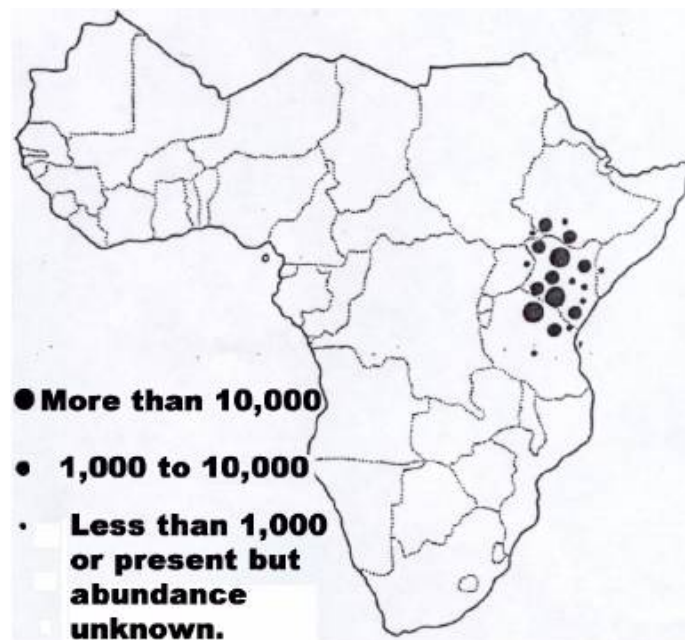 More than 10,000
1,000 to 10,000
Less than 1,000
or present but
abundance
unknown.